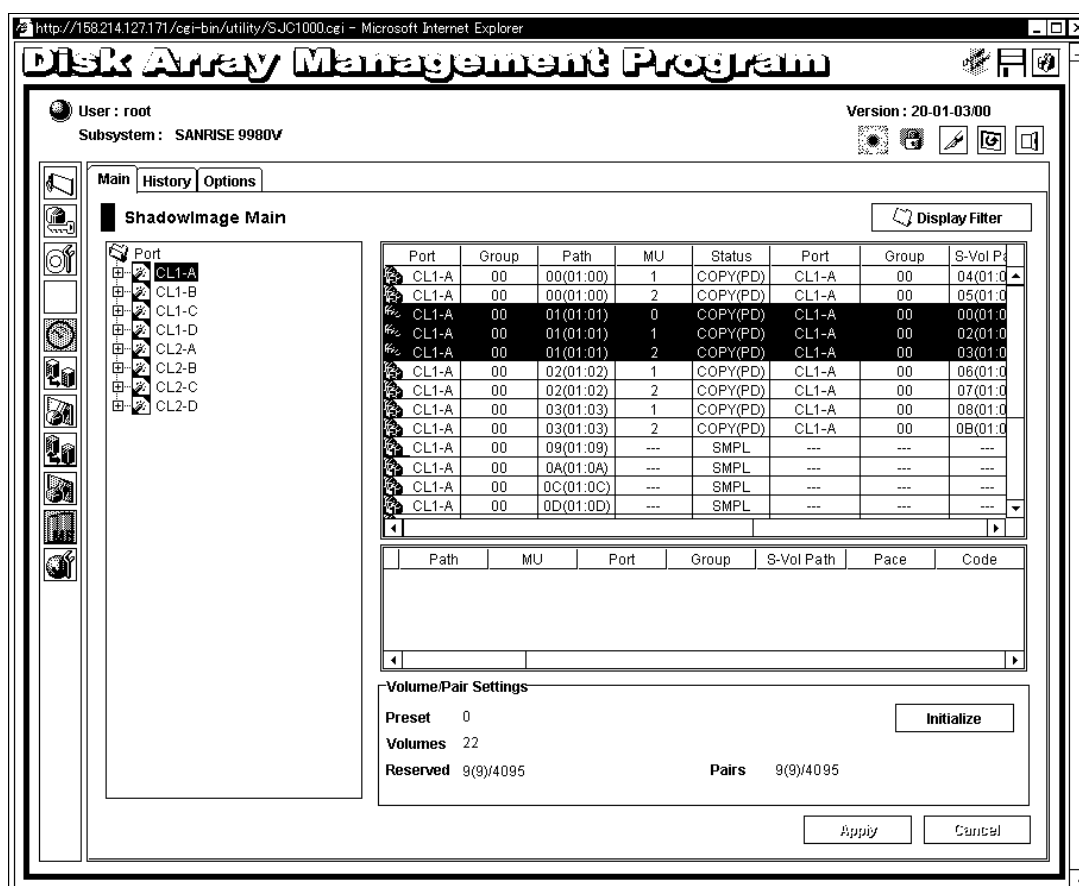 http://158.214.127.171/cgi-bin/utility/SJC1000.cgi - Microsoft Internet Explorer
Disk Array Management Program
User : root
Version : 20-01-03/00
Subsystem : SANRISE 9980V
Main History Options
ShadowImage Main
Display Filter
Port
CL1-A
CL1-B
CL1-C
CL1-D
CL2-A
CL2-B
CL2-C
CL2-D
Port Group Path MU Status Port Group S-Vol Pa
CL1-A 00 00(01:00) 1 COPY(PD) CL1-A 00 04(01:0
CL1-A 00 00(01:00) 2 COPY(PD) CL1-A 00 05(01:0
CL1-A 00 01(01:01) 0 COPY(PD) CL1-A 00 00(01:0
CL1-A 00 01(01:01) 1 COPY(PD) CL1-A 00 02(01:0
CL1-A 00 01(01:01) 2 COPY(PD) CL1-A 00 03(01:0
CL1-A 00 02(01:02) 1 COPY(PD) CL1-A 00 06(01:0
CL1-A 00 02(01:02) 2 COPY(PD) CL1-A 00 07(01:0
CL1-A 00 03(01:03) 1 COPY(PD) CL1-A 00 08(01:0
CL1-A 00 03(01:03) 2 COPY(PD) CL1-A 00 0B(01:0
CL1-A 00 09(01:09) --- SMPL --- --- ---
CL1-A 00 0A(01:0A) --- SMPL --- --- ---
CL1-A 00 0C(01:0C) --- SMPL --- --- ---
CL1-A 00 0D(01:0D) --- SMPL --- --- ---
Path MU Port Group S-Vol Path Pace Code
Volume/Pair Settings
Preset 0
Initialize
Volumes 22
Reserved 9(9)/4095 Pairs 9(9)/4095
Apply Cancel